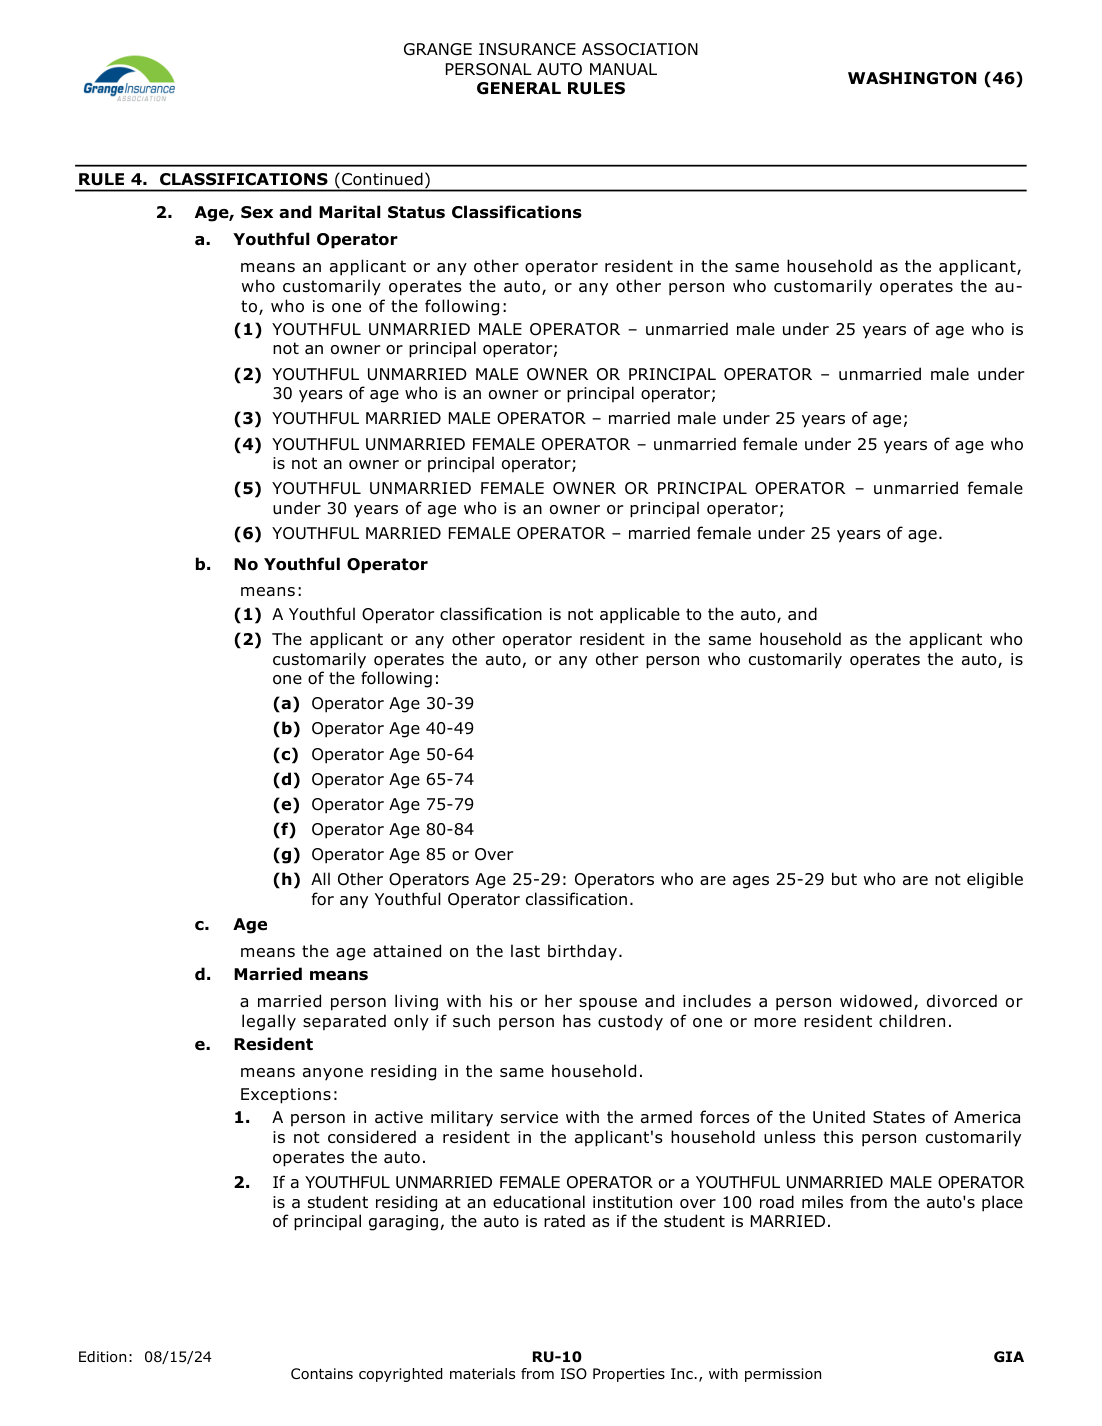 GRANGE INSURANCE ASSOCIATION
PERSONAL AUTO MANUAL
GENERAL RULES
WASHINGTON (46)
GrangeInsurance
ASSOCIATION
RULE 4. CLASSIFICATIONS (Continued)
2. Age, Sex and Marital Status Classifications
a. Youthful Operator
means an applicant or any other operator resident in the same household as the applicant,
who customarily operates the auto, or any other person who customarily operates the au-
to, who is one of the following:
(1) YOUTHFUL UNMARRIED MALE OPERATOR – unmarried male under 25 years of age who is
not an owner or principal operator;
(2) YOUTHFUL UNMARRIED MALE OWNER OR PRINCIPAL OPERATOR – unmarried male under
30 years of age who is an owner or principal operator;
(3) YOUTHFUL MARRIED MALE OPERATOR – married male under 25 years of age;
(4) YOUTHFUL UNMARRIED FEMALE OPERATOR – unmarried female under 25 years of age who
is not an owner or principal operator;
(5) YOUTHFUL UNMARRIED FEMALE OWNER OR PRINCIPAL OPERATOR – unmarried female
under 30 years of age who is an owner or principal operator;
(6) YOUTHFUL MARRIED FEMALE OPERATOR – married female under 25 years of age.
b. No Youthful Operator
means:
(1) A Youthful Operator classification is not applicable to the auto, and
(2) The applicant or any other operator resident in the same household as the applicant who
customarily operates the auto, or any other person who customarily operates the auto, is
one of the following:
(a) Operator Age 30-39
(b) Operator Age 40-49
(c) Operator Age 50-64
(d) Operator Age 65-74
(e) Operator Age 75-79
(f) Operator Age 80-84
(g) Operator Age 85 or Over
(h) All Other Operators Age 25-29: Operators who are ages 25-29 but who are not eligible
for any Youthful Operator classification.
c. Age
means the age attained on the last birthday.
d. Married means
a married person living with his or her spouse and includes a person widowed, divorced or
legally separated only if such person has custody of one or more resident children.
e. Resident
means anyone residing in the same household.
Exceptions:
1. A person in active military service with the armed forces of the United States of America
is not considered a resident in the applicant's household unless this person customarily
operates the auto.
2. If a YOUTHFUL UNMARRIED FEMALE OPERATOR or a YOUTHFUL UNMARRIED MALE OPERATOR
is a student residing at an educational institution over 100 road miles from the auto's place
of principal garaging, the auto is rated as if the student is MARRIED.
Edition: 08/15/24
RU-10
GIA
Contains copyrighted materials from ISO Properties Inc., with permission